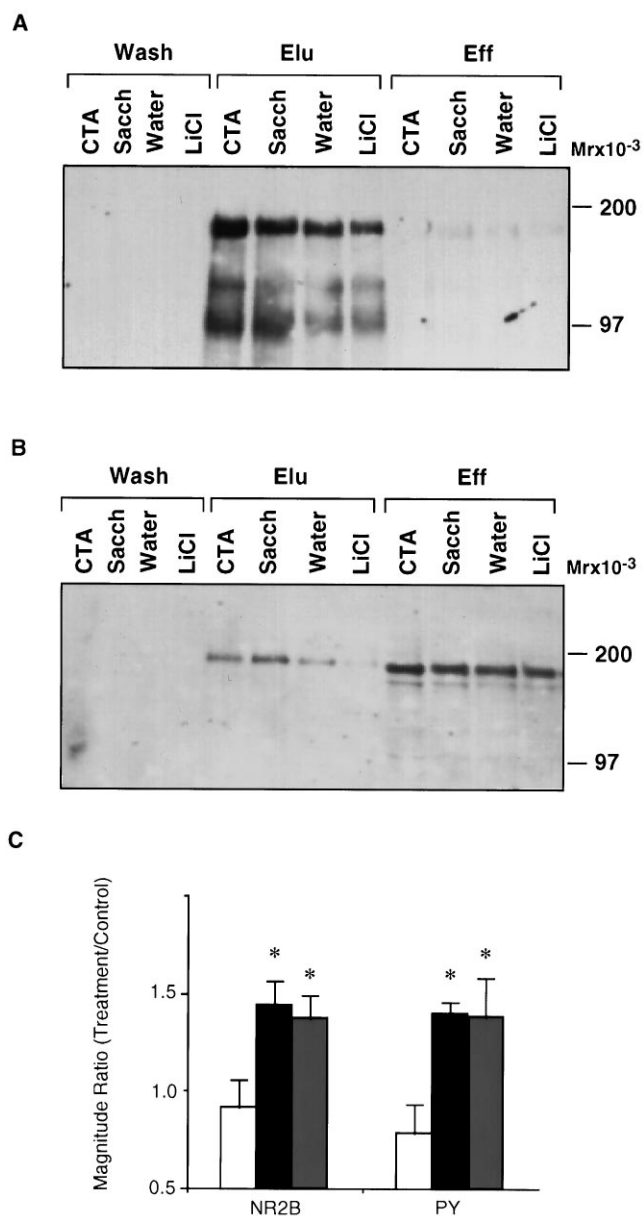 A
Wash Elu Eff
CTA Sacch Water LiCl CTA Sacch Water LiCl CTA Sacch Water LiCl Mrx10-3
200
97
B
Wash Elu Eff
CTA Sacch Water LiCl CTA Sacch Water LiCl CTA Sacch Water LiCl Mrx10-3
200
97
C
Magnitude Ratio (Treatment/Control)
* * * *
1.5
1.0
0.5
NR2B PY